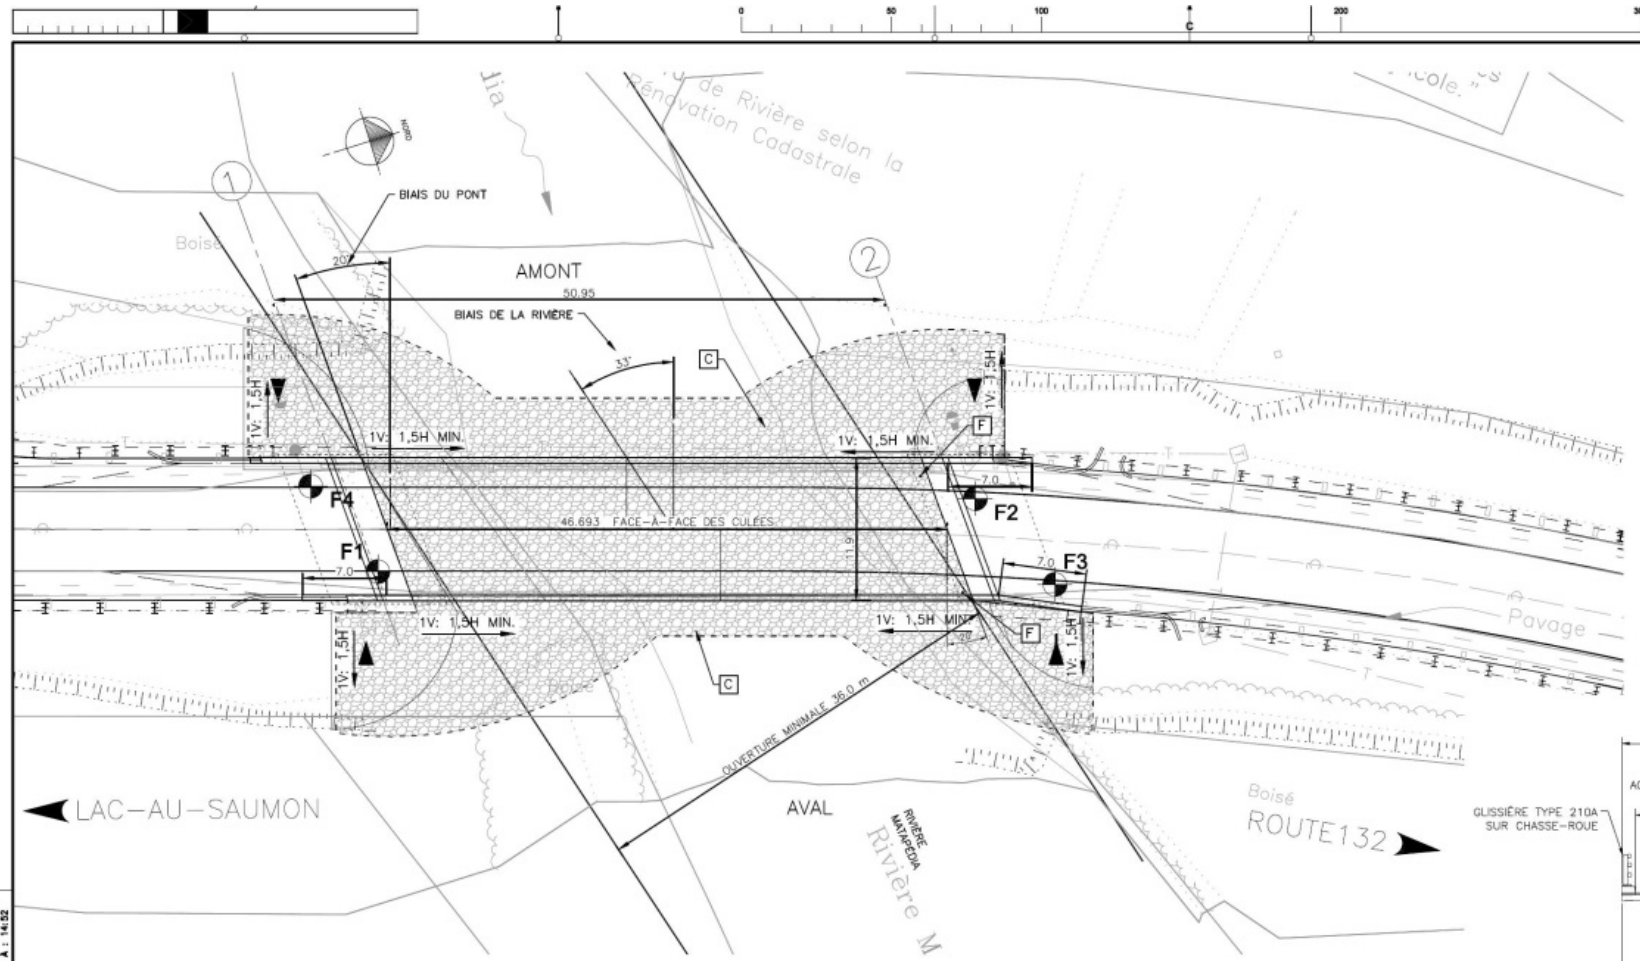 0
50
100
C
200
NORD
1
BIAIS DU PONT
de Rivière selon la
Rénovation Cadastrale
Boisé
20°
AMONT
50.95
2
BIAIS DE LA RIVIÈRE
33°
C
1V: 1,5H
1V: 1,5H
1V: 1,5H MIN.
1V: 1,5H MIN.
F
7.0
F4
F2
46.693 FACE-À-FACE DES CULÉES
11.9
F1
7.0
7.0
F3
1V: 1,5H MIN.
1V: 1,5H MIN.
F
Pavage
1V: 1,5H
1V: 1,5H
C
OUVERTURE MINIMALE 36.0 m
LAC-AU-SAUMON
AVAL
RIVIÈRE
MATAPÉDIA
Rivière M
Boisé
ROUTE132
GLISSIÈRE TYPE 210A
SUR CHASSE-ROUE
A : 14:52